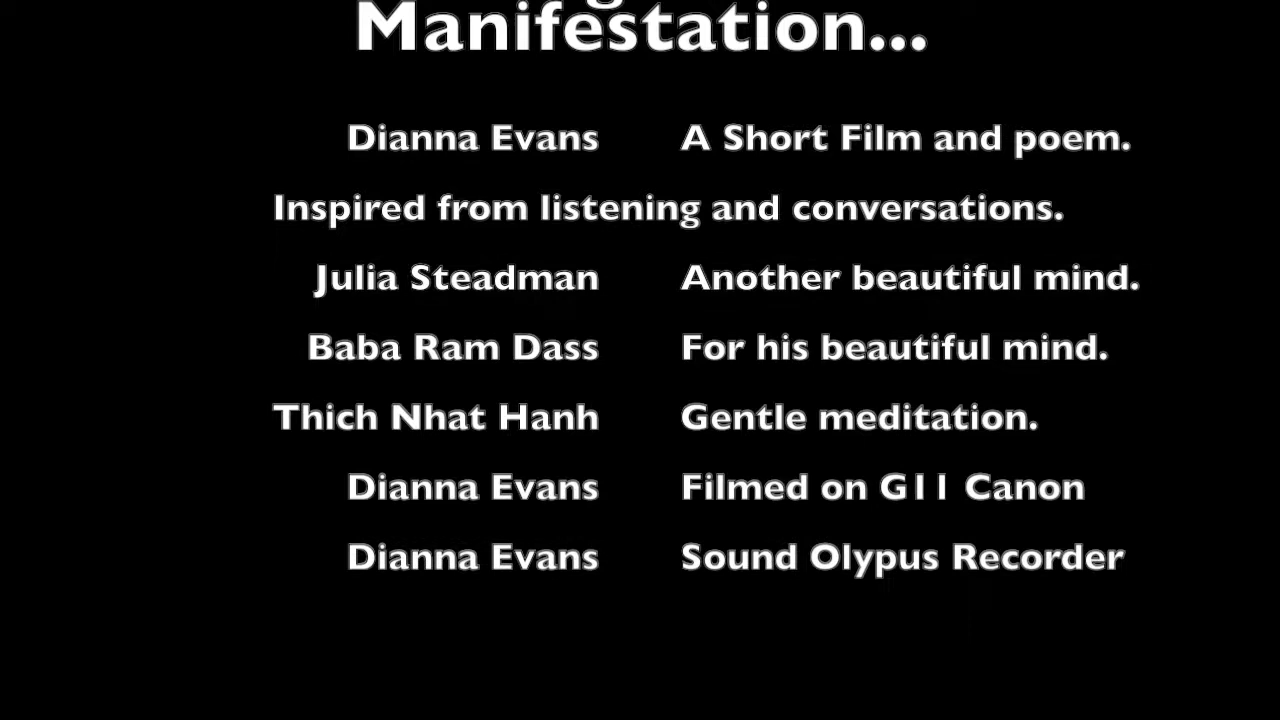 Manifestation...
Dianna Evans A Short Film and poem.
Inspired from listening and conversations.
Julia Steadman Another beautiful mind.
Baba Ram Dass For his beautiful mind.
Thich Nhat Hanh Gentle meditation.
Dianna Evans Filmed on G11 Canon
Dianna Evans Sound Olypus Recorder